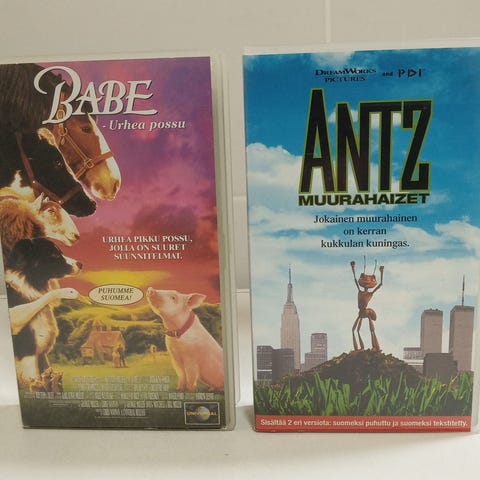 BABE
- Urhea possu
URHEA PIKKU POSSU,
JOLLA ON SUURET
SUUNNITELMAT.
PUHUMME
SUOMEA!
UNIVERSAL
DREAMWORKS
PICTURES
and PDI
ANTZ
MUURAHAIZET
Jokainen muurahainen
on kerran
kukkulan kuningas.
Sisältää 2 eri versiota: suomeksi puhuttu ja suomeksi tekstitetty.